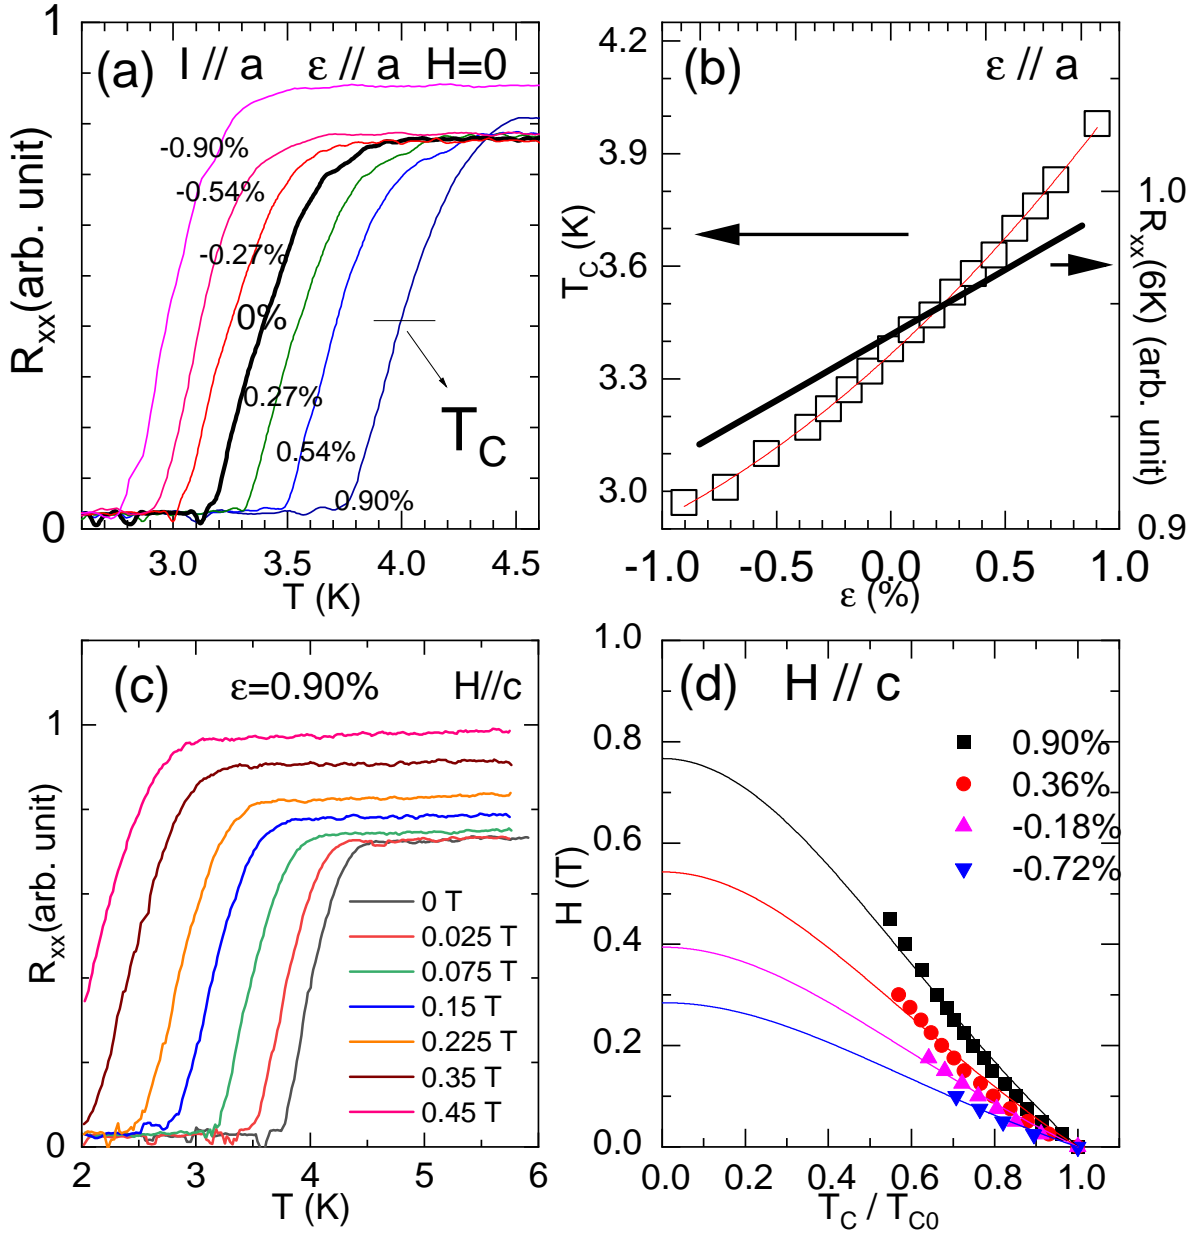 (a) I // a ε // a H=0
1
0
R_xx(arb. unit)
-0.90%
-0.54%
-0.27%
0%
0.27%
0.54%
0.90%
T_C
3.0 3.5 4.0 4.5
T (K)
(b) ε // a
4.2
3.9
3.6
3.3
3.0
T_C (K)
1.0
0.9
R_xx(6K) (arb. unit)
-1.0 -0.5 0.0 0.5 1.0
ε (%)
(c) ε=0.90% H//c
1
0
R_xx(arb. unit)
0 T
0.025 T
0.075 T
0.15 T
0.225 T
0.35 T
0.45 T
2 3 4 5 6
T (K)
(d) H // c
1.0
0.8
0.6
0.4
0.2
0.0
H (T)
0.90%
0.36%
-0.18%
-0.72%
0.0 0.2 0.4 0.6 0.8 1.0
T_C / T_C0